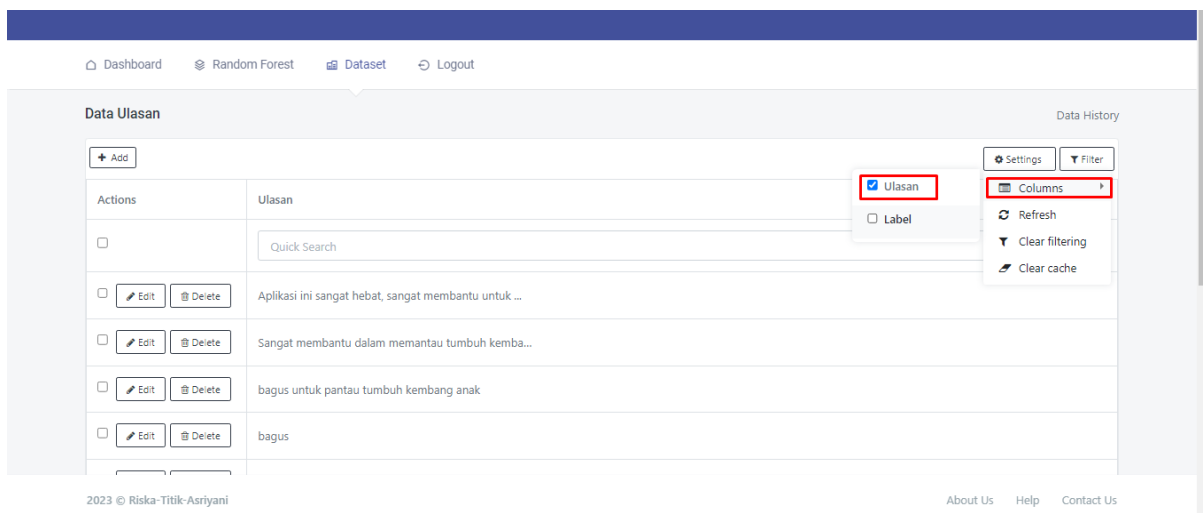 Dashboard Random Forest Dataset Logout
Data Ulasan Data History
Add Settings Filter
Ulasan Columns
Actions Ulasan
Label Refresh
Quick Search Clear filtering
Clear cache
Edit Delete Aplikasi ini sangat hebat, sangat membantu untuk ...
Edit Delete Sangat membantu dalam memantau tumbuh kemba...
Edit Delete bagus untuk pantau tumbuh kembang anak
Edit Delete bagus
2023 © Riska-Titik-Asriyani About Us Help Contact Us